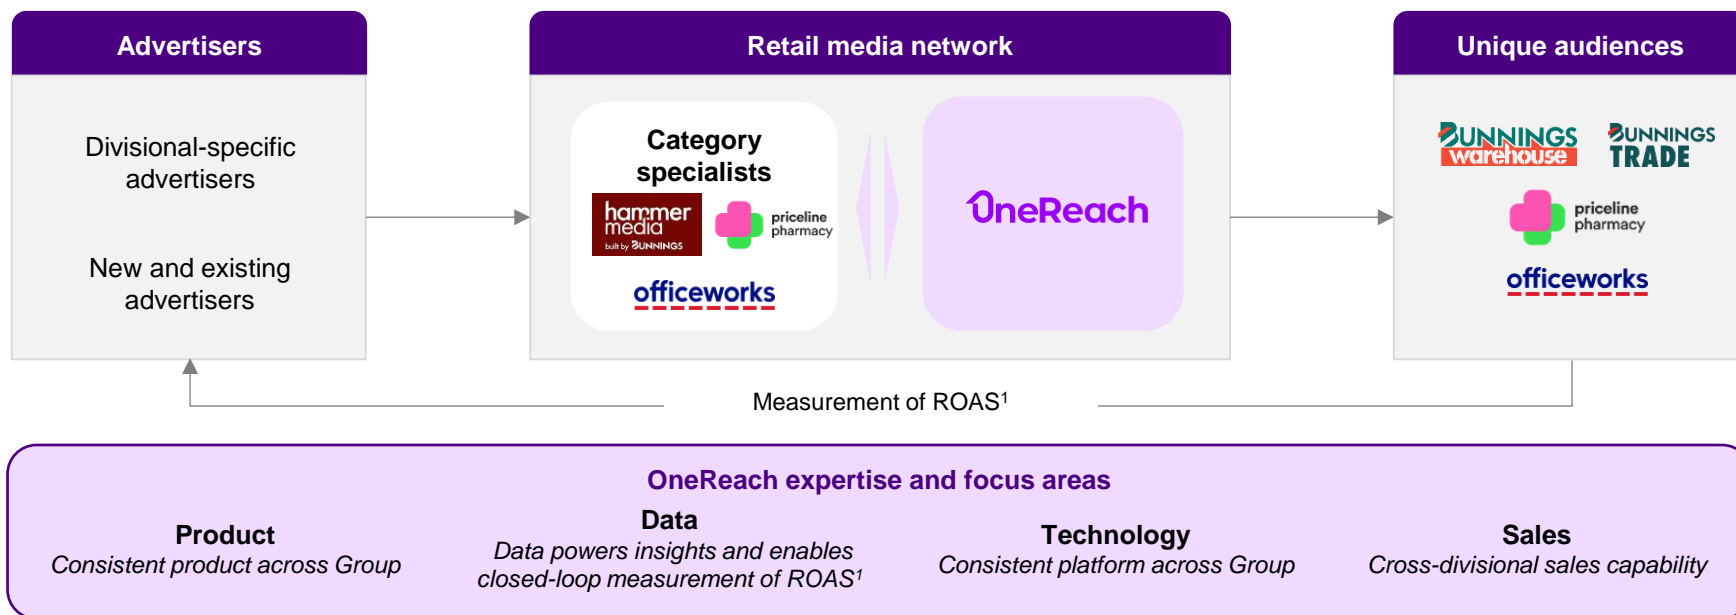 Advertisers
Divisional-specific
advertisers
New and existing
advertisers
Retail media network
Category
specialists
hammer
media
built by BUNNINGS
priceline
pharmacy
officeworks
OneReach
Unique audiences
BUNNINGS
warehouse
BUNNINGS
TRADE
priceline
pharmacy
officeworks
Measurement of ROAS¹
OneReach expertise and focus areas
Product
Consistent product across Group
Data
Data powers insights and enables
closed-loop measurement of ROAS¹
Technology
Consistent platform across Group
Sales
Cross-divisional sales capability